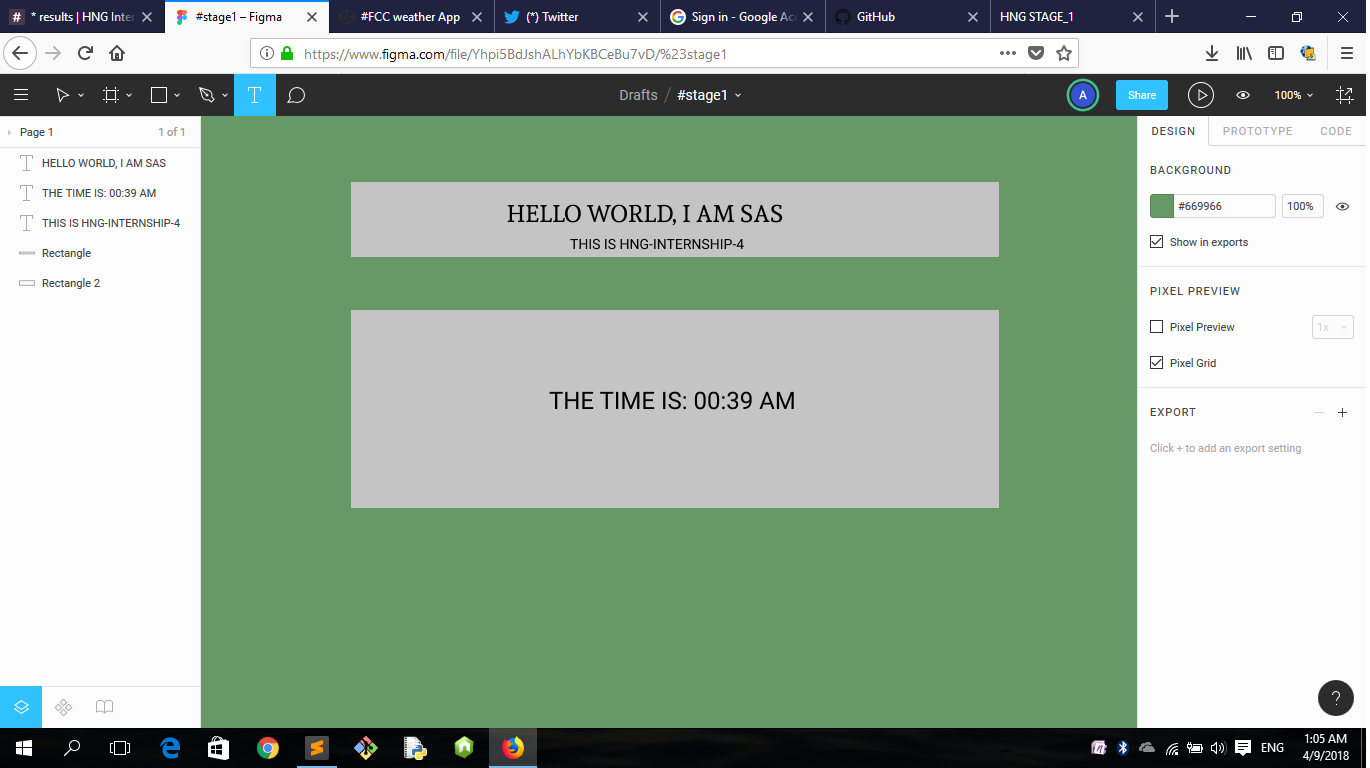 * results | HNG Inter
#stage1 – Figma
#FCC weather App
(*) Twitter
Sign in - Google Acc
GitHub
HNG STAGE_1
https://www.figma.com/file/Yhpi5BdJshALhYbKBCeBu7vD/%23stage1
Drafts / #stage1
A
Share
100%
Page 1
1 of 1
HELLO WORLD, I AM SAS
THE TIME IS: 00:39 AM
THIS IS HNG-INTERNSHIP-4
Rectangle
Rectangle 2
HELLO WORLD, I AM SAS
THIS IS HNG-INTERNSHIP-4
THE TIME IS: 00:39 AM
DESIGN
PROTOTYPE
CODE
BACKGROUND
#669966
100%
Show in exports
PIXEL PREVIEW
Pixel Preview
1x
Pixel Grid
EXPORT
Click + to add an export setting
?
ENG
1:05 AM
4/9/2018